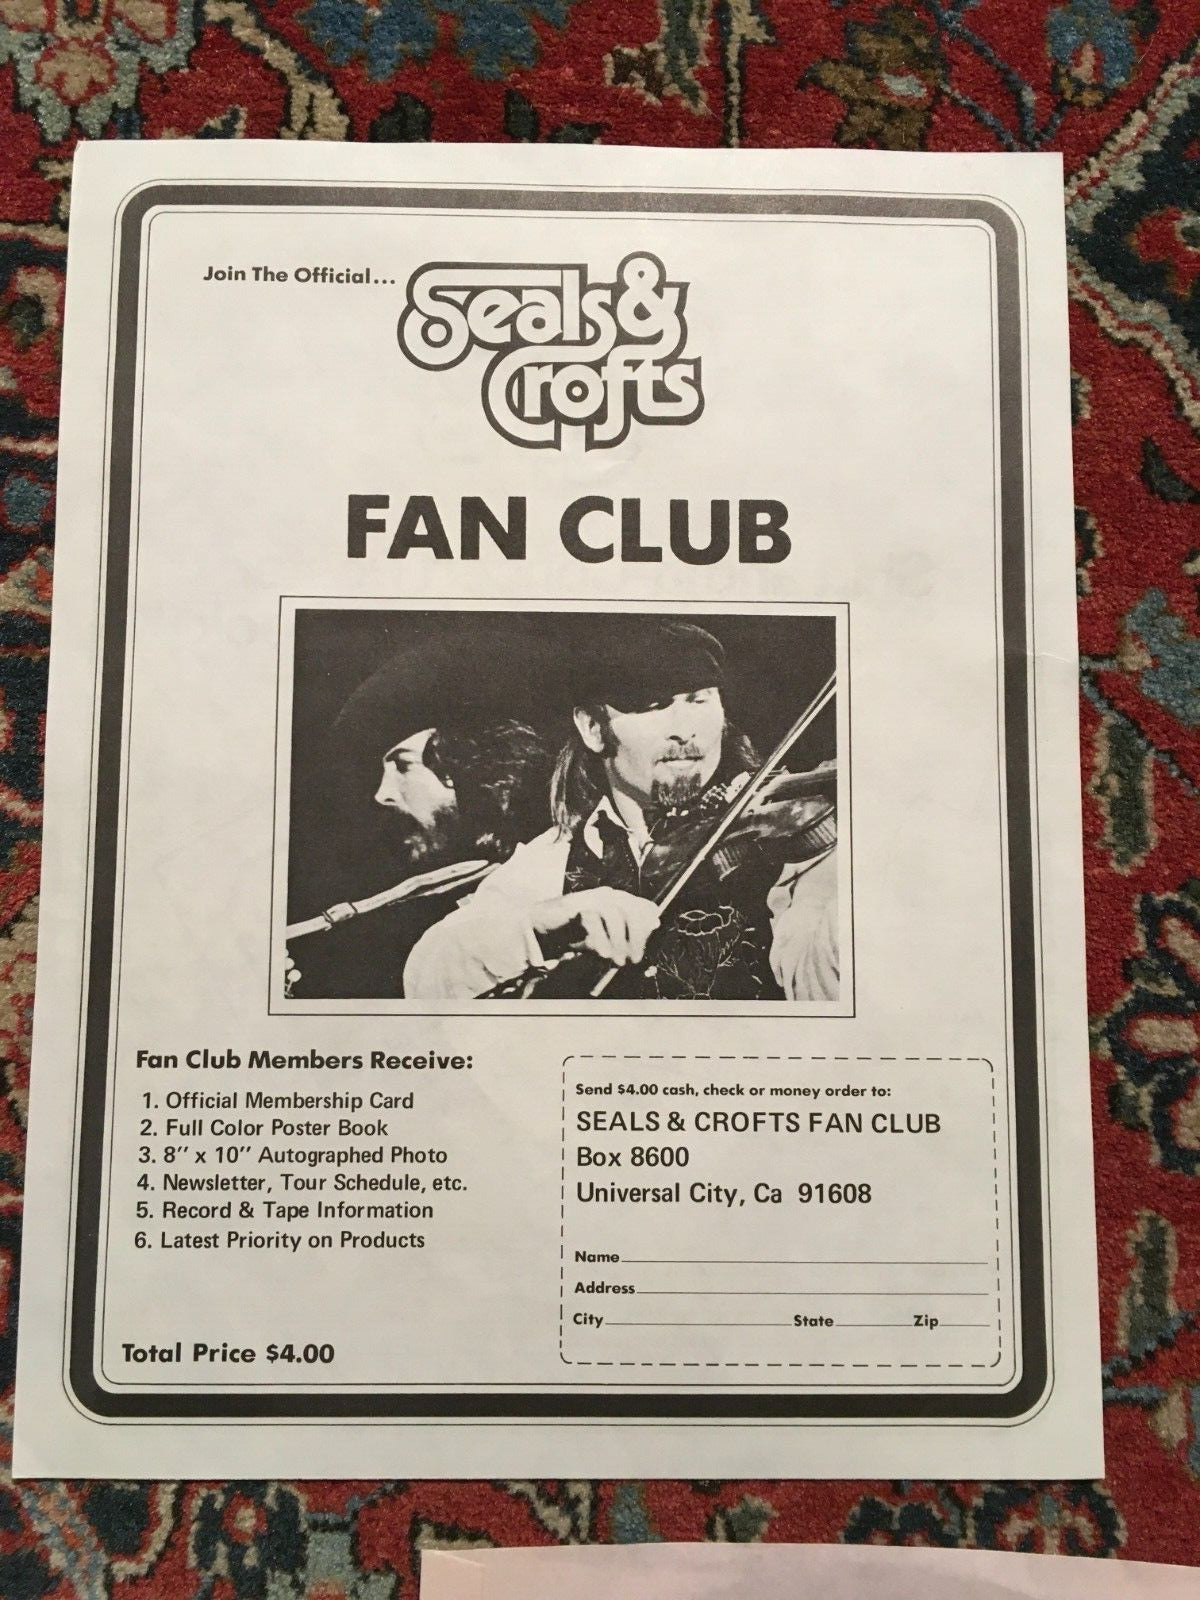 Join The Official...
Seals &
Crofts
FAN CLUB
Fan Club Members Receive:
1. Official Membership Card
2. Full Color Poster Book
3. 8" x 10" Autographed Photo
4. Newsletter, Tour Schedule, etc.
5. Record & Tape Information
6. Latest Priority on Products
Total Price $4.00
Send $4.00 cash, check or money order to:
SEALS & CROFTS FAN CLUB
Box 8600
Universal City, Ca 91608
Name
Address
City State Zip